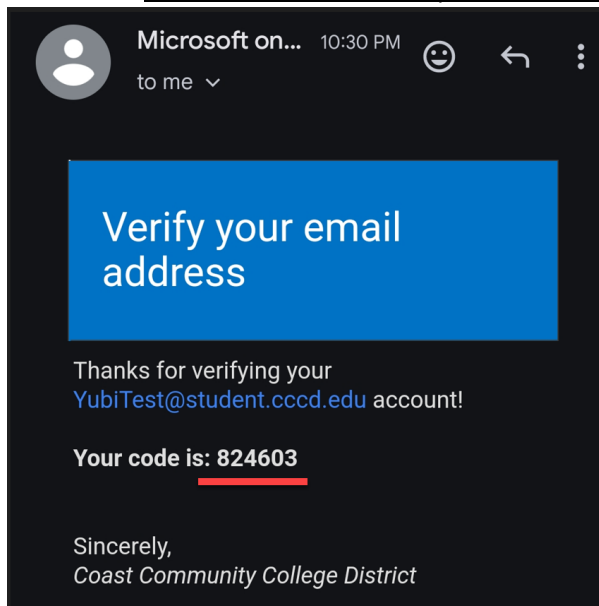 Microsoft on... 10:30 PM
to me
Verify your email
address
Thanks for verifying your
YubiTest@student.cccd.edu account!
Your code is: 824603
Sincerely,
Coast Community College District